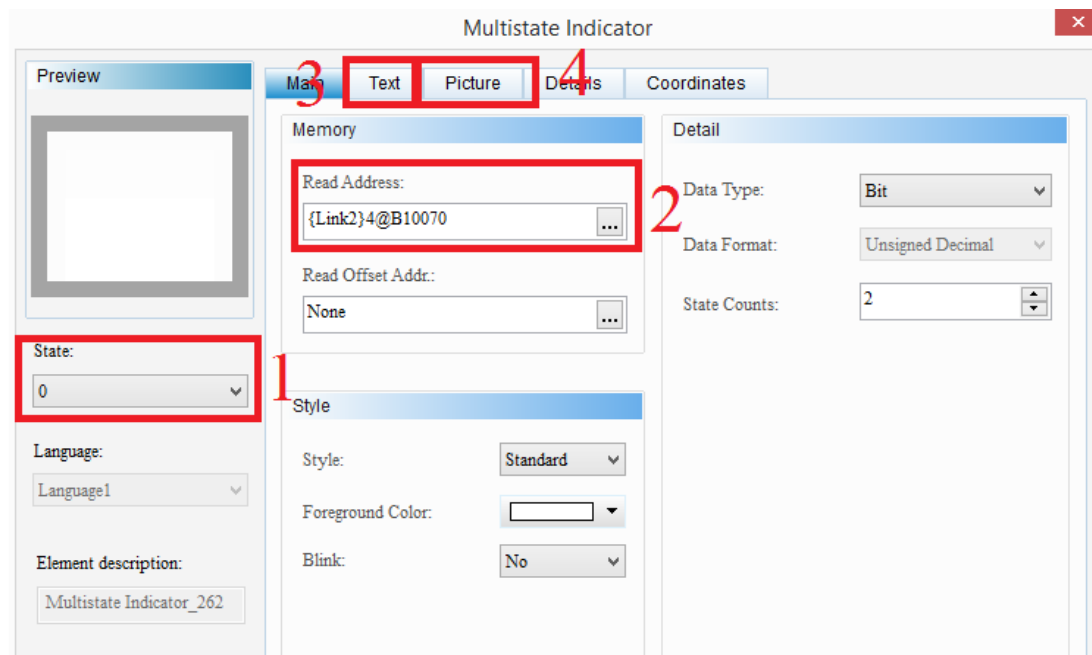 Multistate Indicator
Preview
Main Text Picture Details Coordinates
3
4
Memory
Detail
Read Address:
{Link2}4@B10070 ...
2
Data Type: Bit
Data Format: Unsigned Decimal
Read Offset Addr.:
None ...
State Counts: 2
State:
0
1
Style
Language:
Language1
Style: Standard
Foreground Color:
Blink: No
Element description:
Multistate Indicator_262